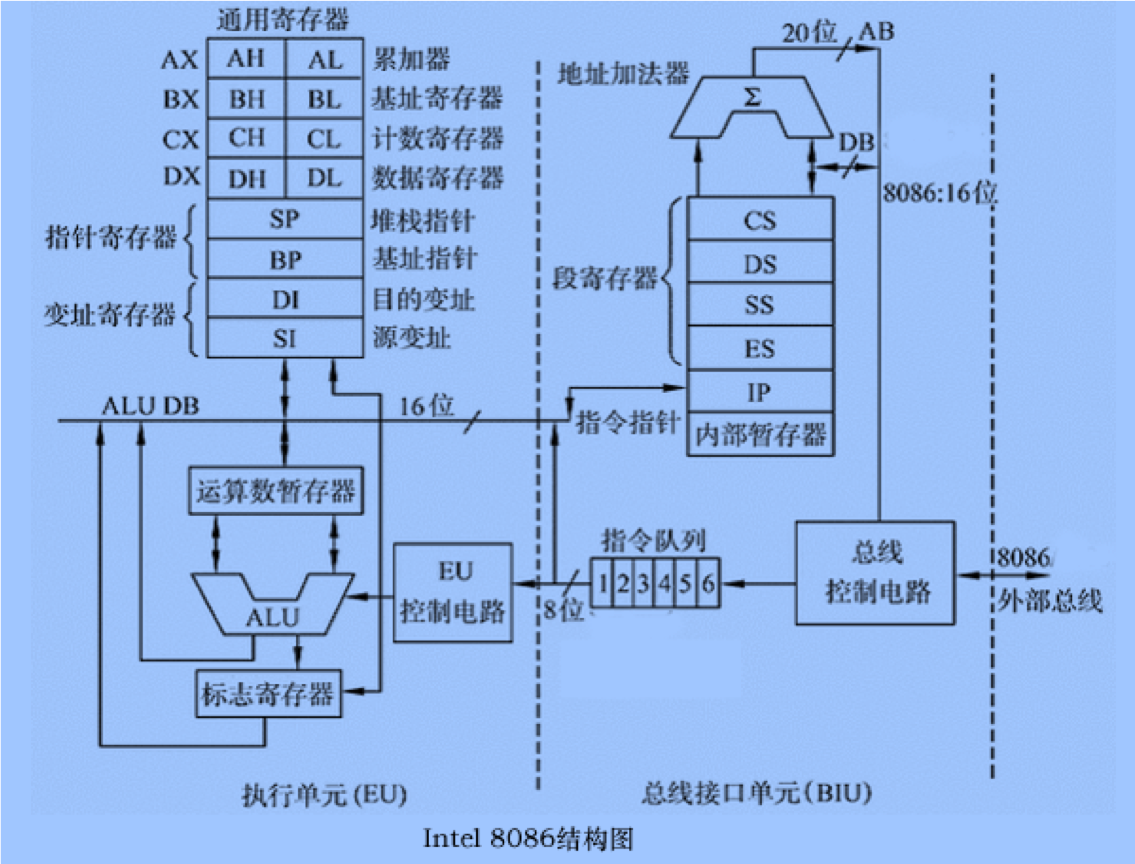 通用寄存器
AX AH AL 累加器
BX BH BL 基址寄存器
CX CH CL 计数寄存器
DX DH DL 数据寄存器
指针寄存器
SP 堆栈指针
BP 基址指针
变址寄存器
DI 目的变址
SI 源变址
ALU DB
16位
运算数暂存器
ALU
标志寄存器
EU
控制电路
执行单元(EU)
20位
AB
地址加法器
Σ
DB
8086:16位
段寄存器
CS
DS
SS
ES
IP
指令指针
内部暂存器
指令队列
1 2 3 4 5 6
8位
总线
控制电路
8086/
外部总线
总线接口单元(BIU)
Intel 8086结构图